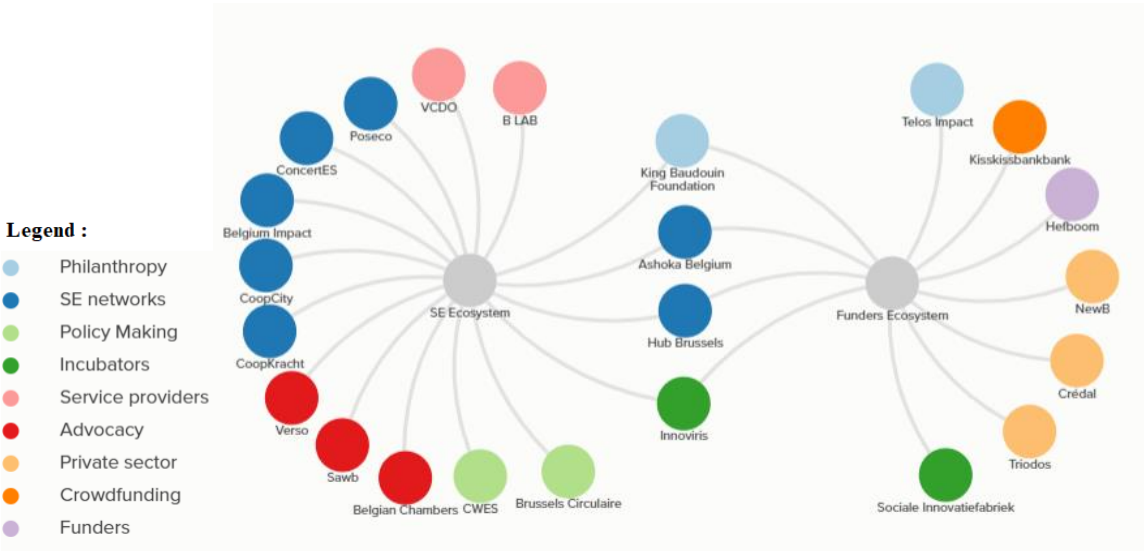 VCDO
B LAB
Poseco
ConcertES
Belgium Impact
CoopCity
CoopKracht
Verso
Sawb
Belgian Chambers
CWES
Brussels Circulaire
SE Ecosystem
King Baudouin
Foundation
Ashoka Belgium
Hub Brussels
Innoviris
Funders Ecosystem
Telos Impact
Kisskissbankbank
Hefboom
NewB
Crédal
Triodos
Sociale Innovatiefabriek
Legend :
Philanthropy
SE networks
Policy Making
Incubators
Service providers
Advocacy
Private sector
Crowdfunding
Funders